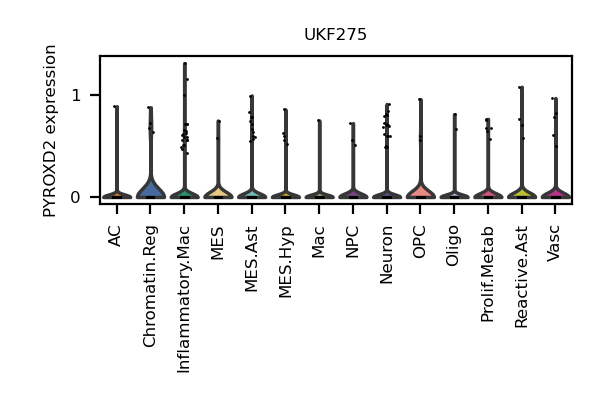 UKF275
PYROXD2 expression
1
0
AC
Chromatin.Reg
Inflammatory.Mac
MES
MES.Ast
MES.Hyp
Mac
NPC
Neuron
OPC
Oligo
Prolif.Metab
Reactive.Ast
Vasc